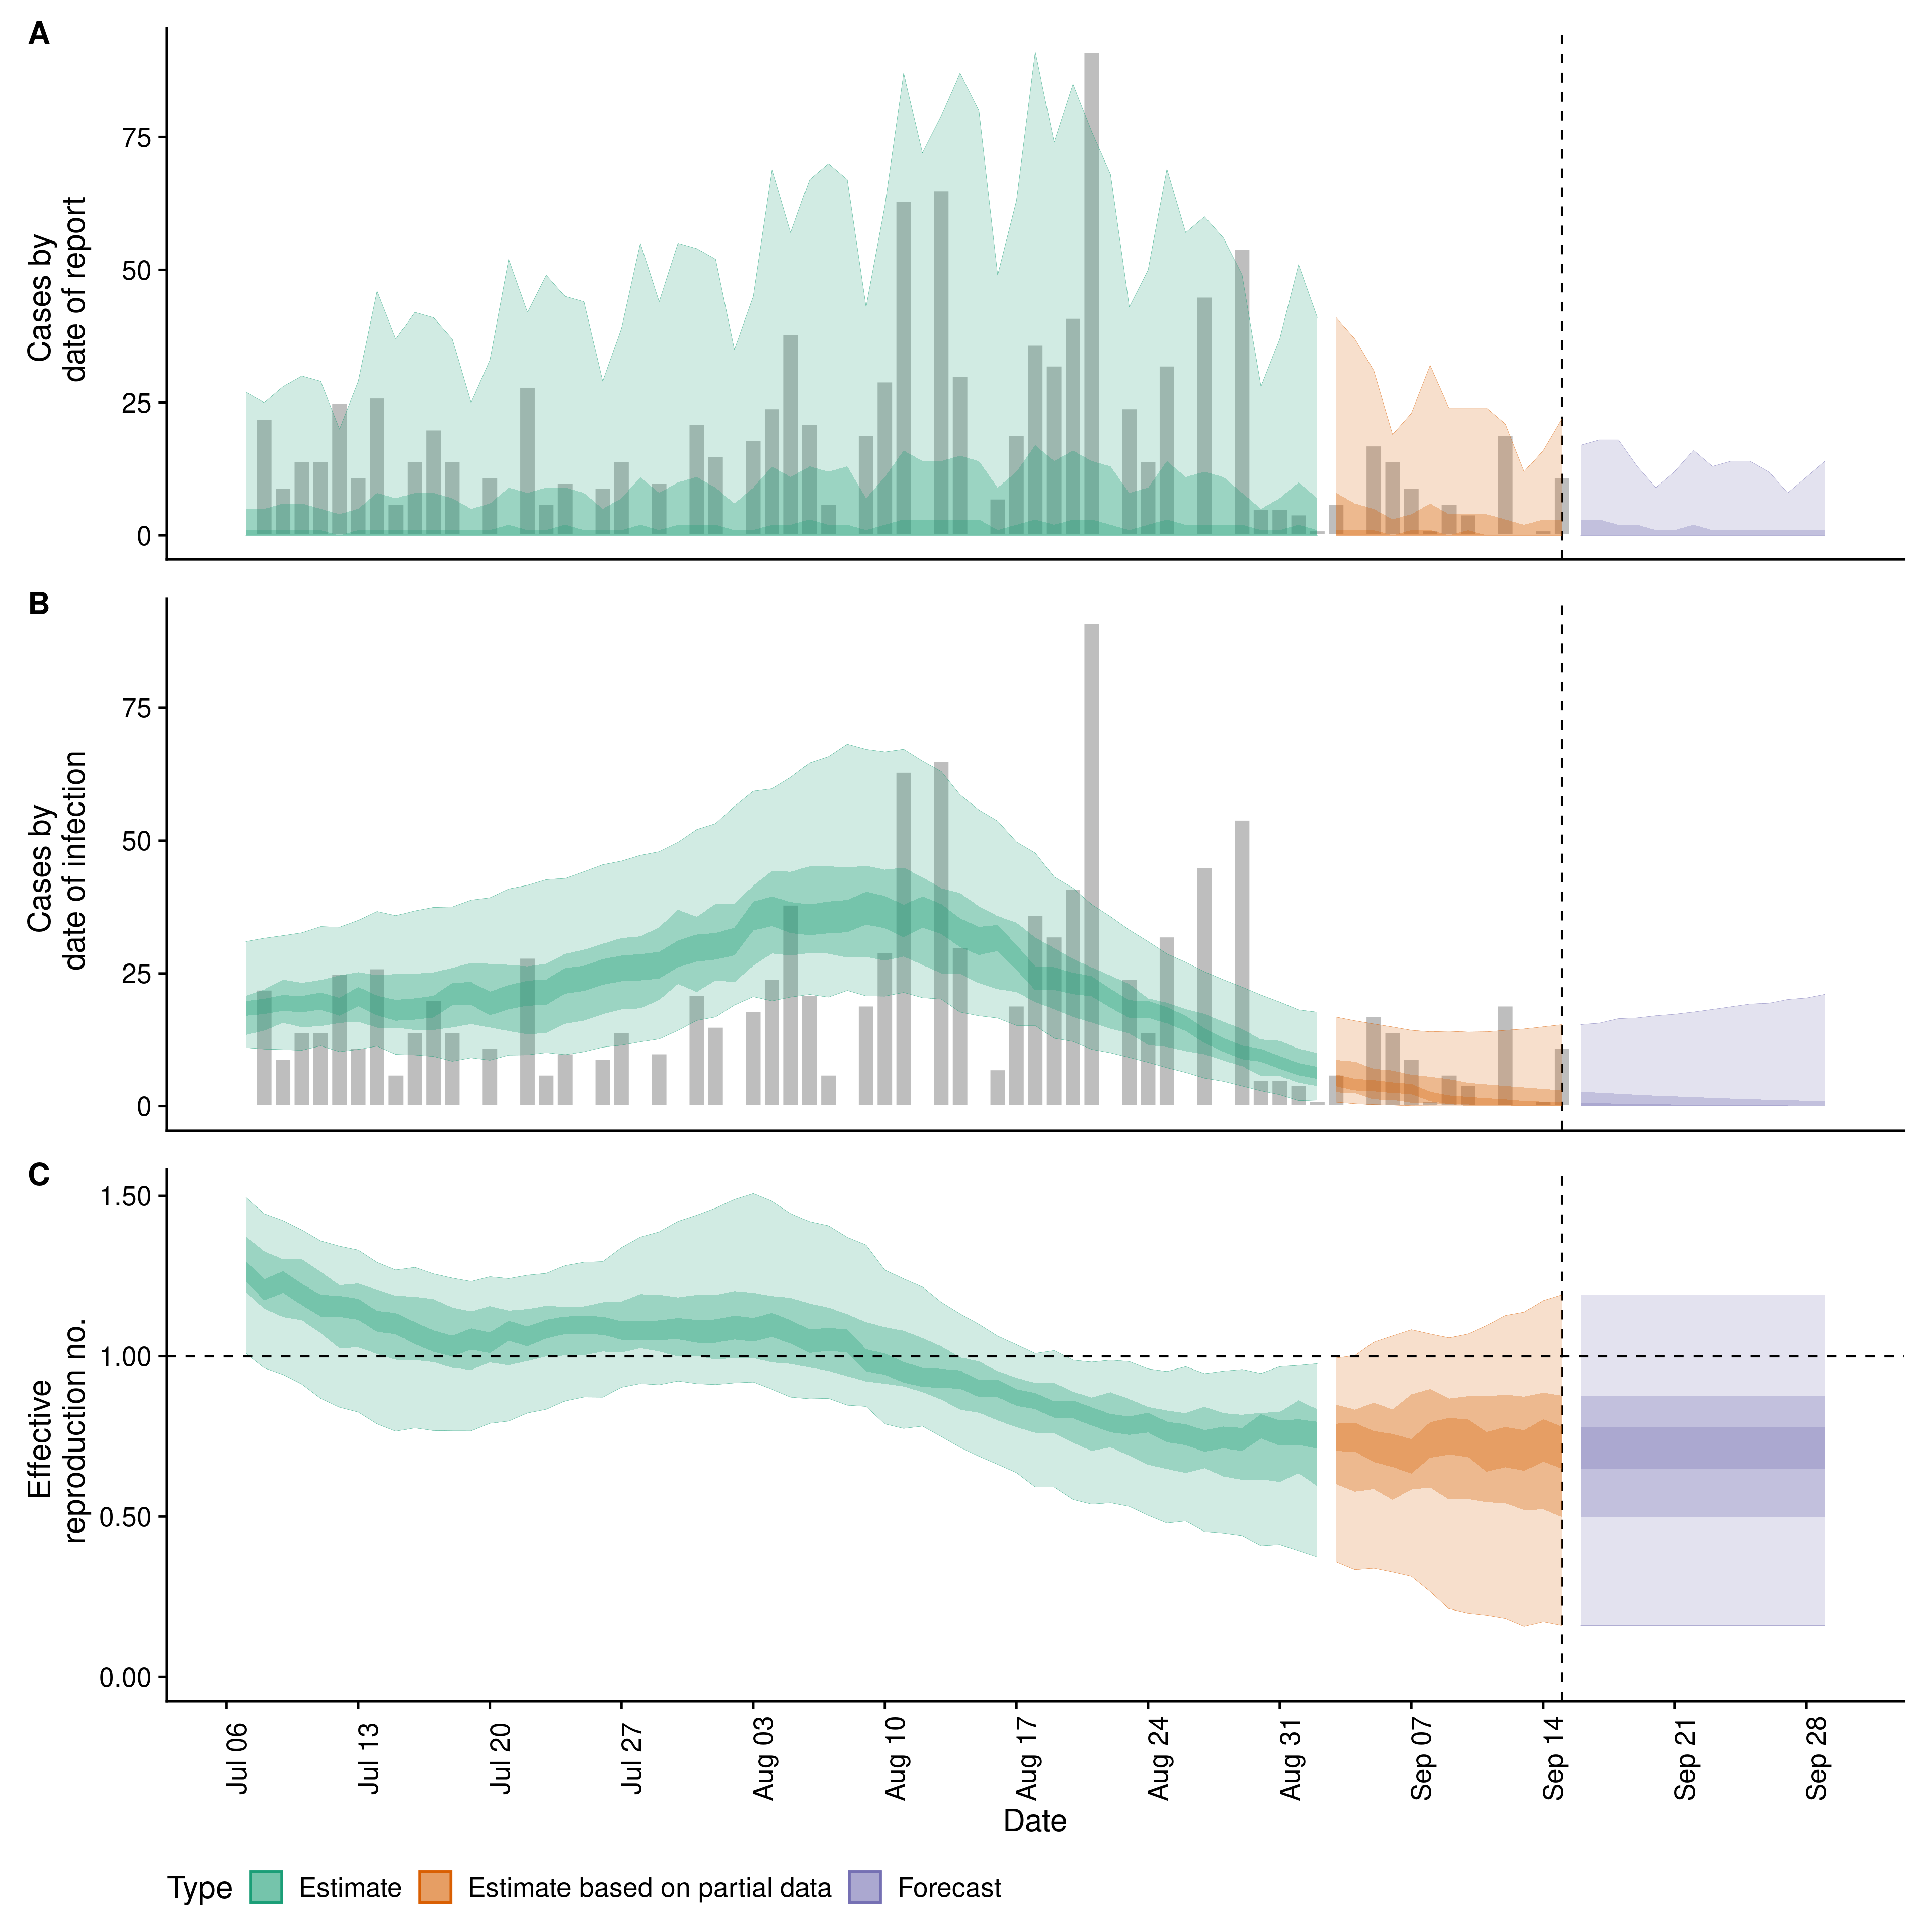 A
Cases by
date of report
75
50
25
0
B
Cases by
date of infection
75
50
25
0
C
Effective
reproduction no.
1.50
1.00
0.50
0.00
Jul 06
Jul 13
Jul 20
Jul 27
Aug 03
Aug 10
Aug 17
Aug 24
Aug 31
Sep 07
Sep 14
Sep 21
Sep 28
Date
Type Estimate Estimate based on partial data Forecast